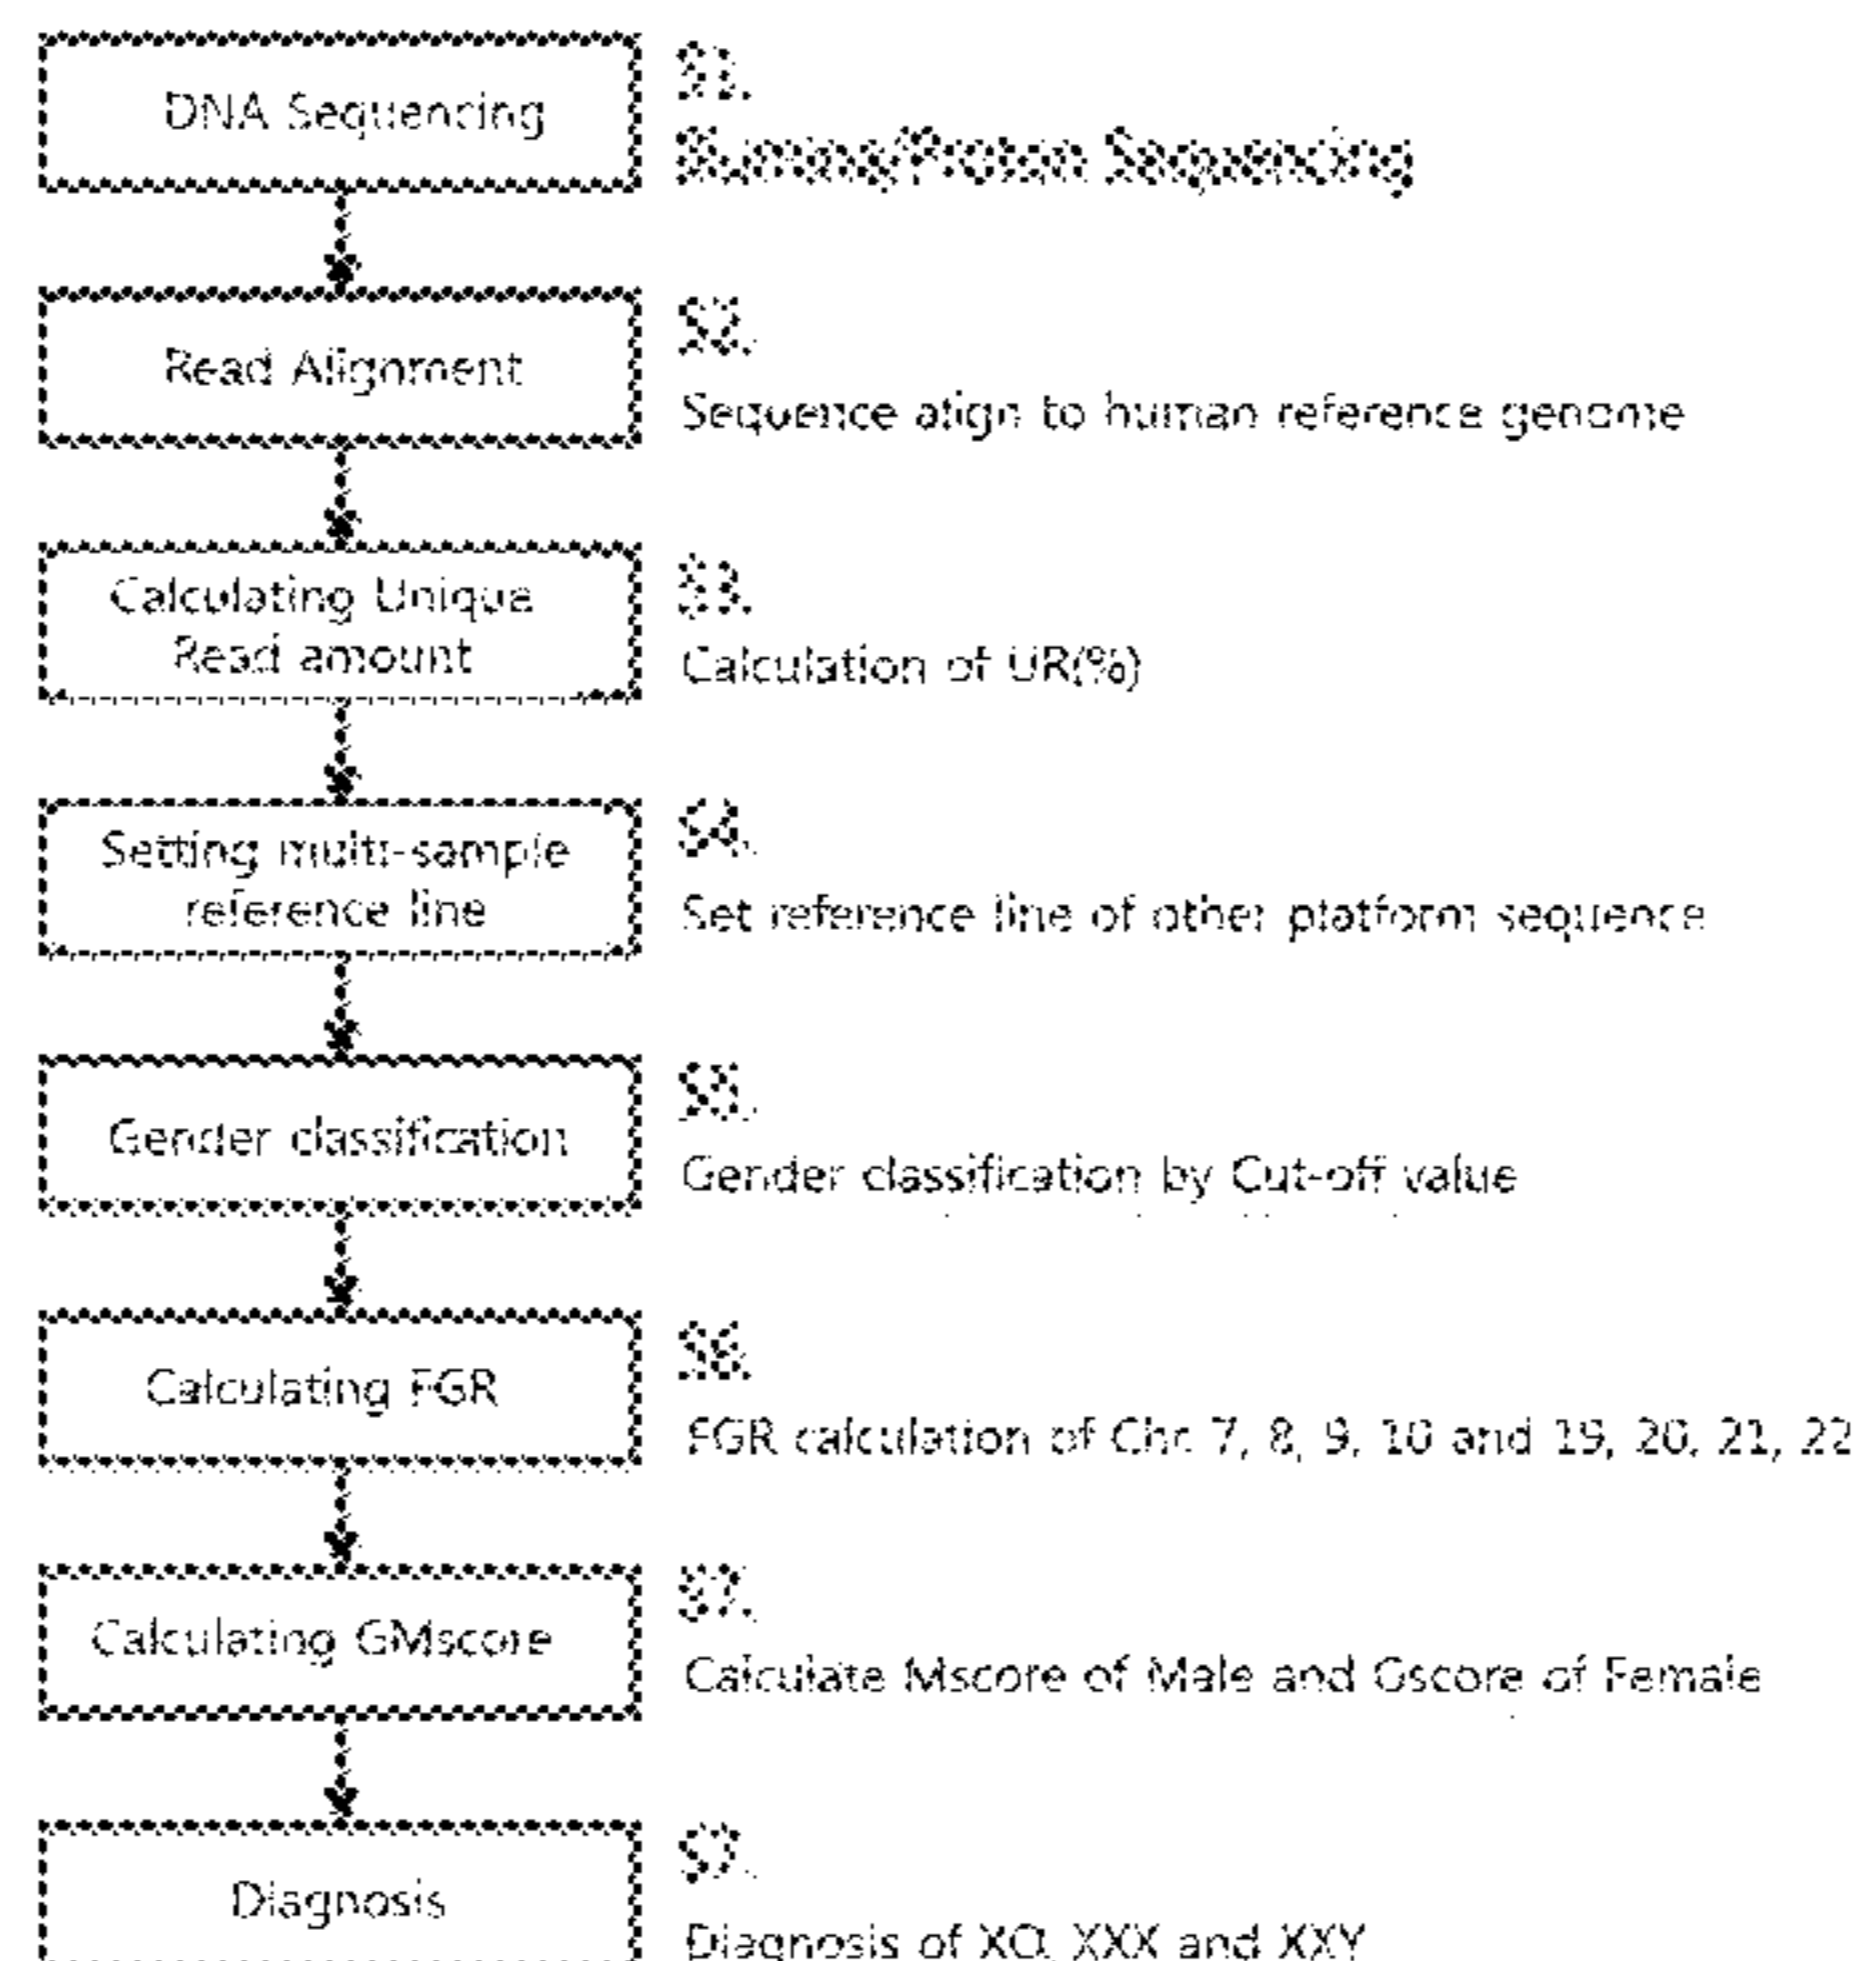 DNA Sequencing
S1.
Illumina/Proton Sequencing
Read Alignment
S2.
Sequence align to human reference genome
Calculating Unique
Read amount
S3.
Calculation of UR(%)
Setting multi-sample
reference line
S4.
Set reference line of other platform sequence
Gender classification
S5.
Gender classification by Cut-off value
Calculating FGR
S6.
FGR calculation of Chr 7, 8, 9, 10 and 19, 20, 21, 22
Calculating GMscore
S7.
Calculate Mscore of Male and Gscore of Female
Diagnosis
S7.
Diagnosis of XO, XXX and XXY